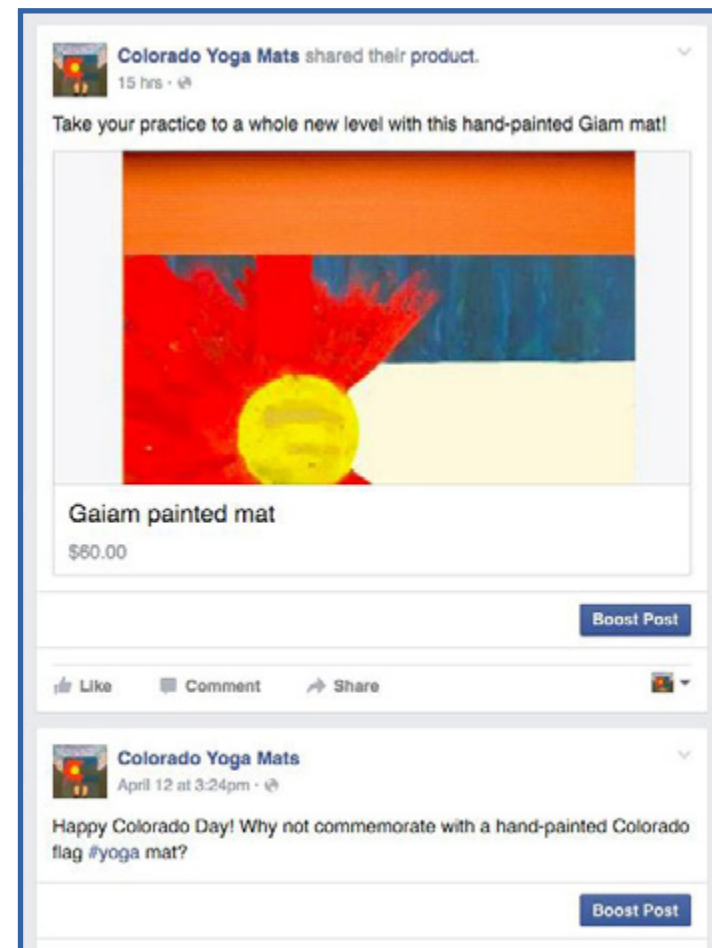 Colorado Yoga Mats shared their product.
15 hrs ·
Take your practice to a whole new level with this hand-painted Giam mat!
Gaiam painted mat
$60.00
Boost Post
Like Comment Share
Colorado Yoga Mats
April 12 at 3:24pm ·
Happy Colorado Day! Why not commemorate with a hand-painted Colorado
flag #yoga mat?
Boost Post